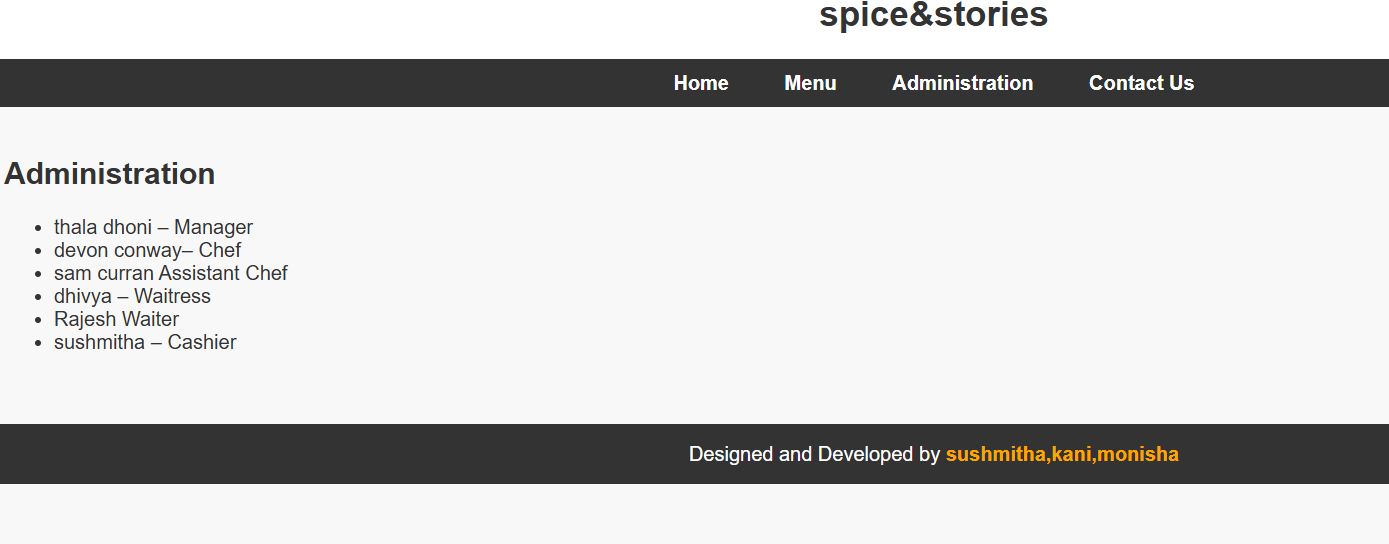 spice&stories
Home Menu Administration Contact Us
Administration
• thala dhoni – Manager
• devon conway– Chef
• sam curran Assistant Chef
• dhivya – Waitress
• Rajesh Waiter
• sushmitha – Cashier
Designed and Developed by sushmitha,kani,monisha